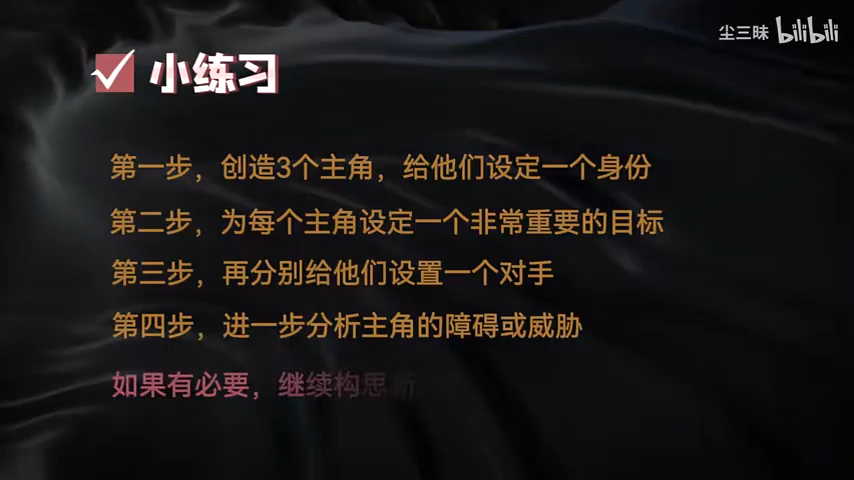 尘三昧 bilibili
小练习
第一步，创造3个主角，给他们设定一个身份
第二步，为每个主角设定一个非常重要的目标
第三步，再分别给他们设置一个对手
第四步，进一步分析主角的障碍或威胁
如果有必要，继续构思新